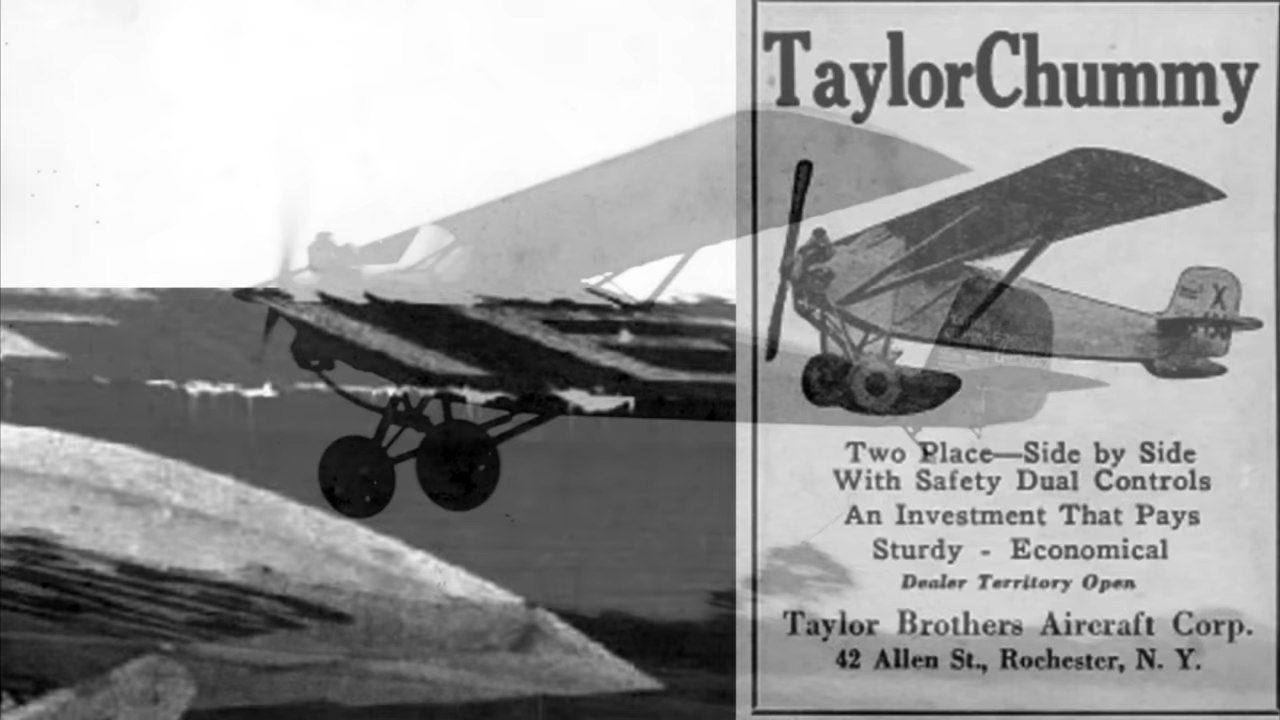 TaylorChummy
X
Two Place—Side by Side
With Safety Dual Controls
An Investment That Pays
Sturdy - Economical
Dealer Territory Open
Taylor Brothers Aircraft Corp.
42 Allen St., Rochester, N. Y.